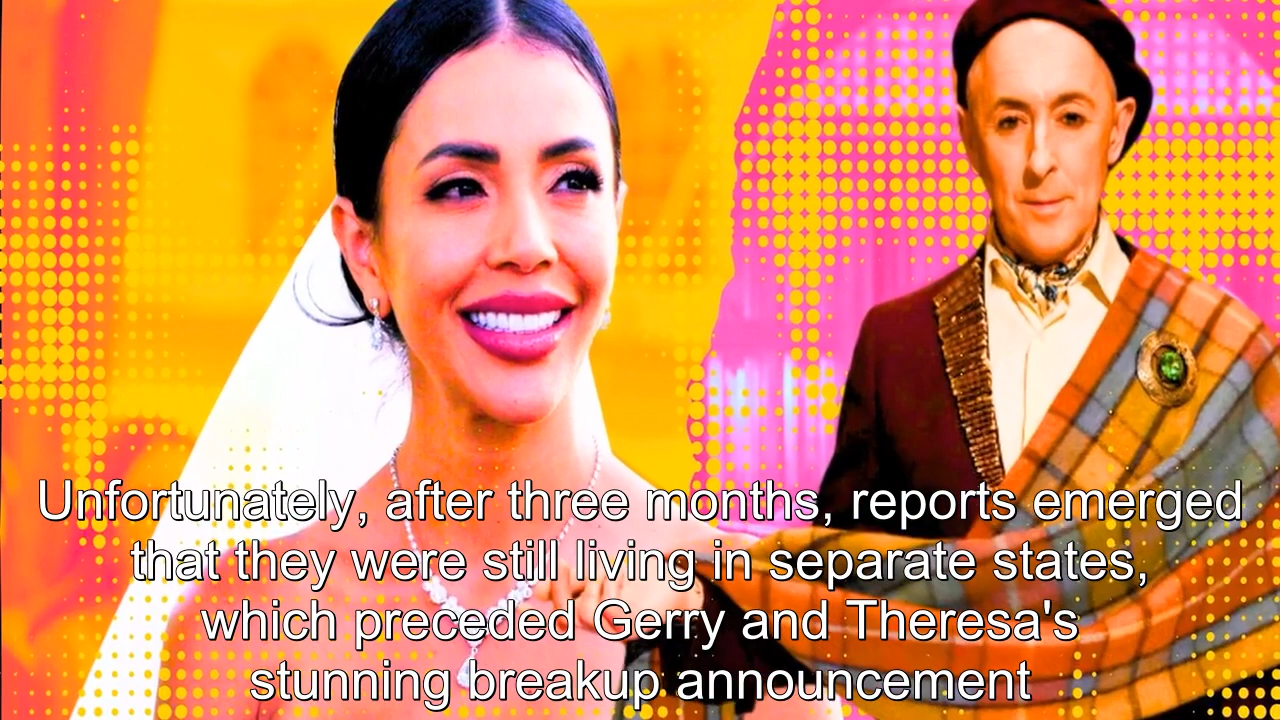 Unfortunately, after three months, reports emerged
that they were still living in separate states,
which preceded Gerry and Theresa's
stunning breakup announcement